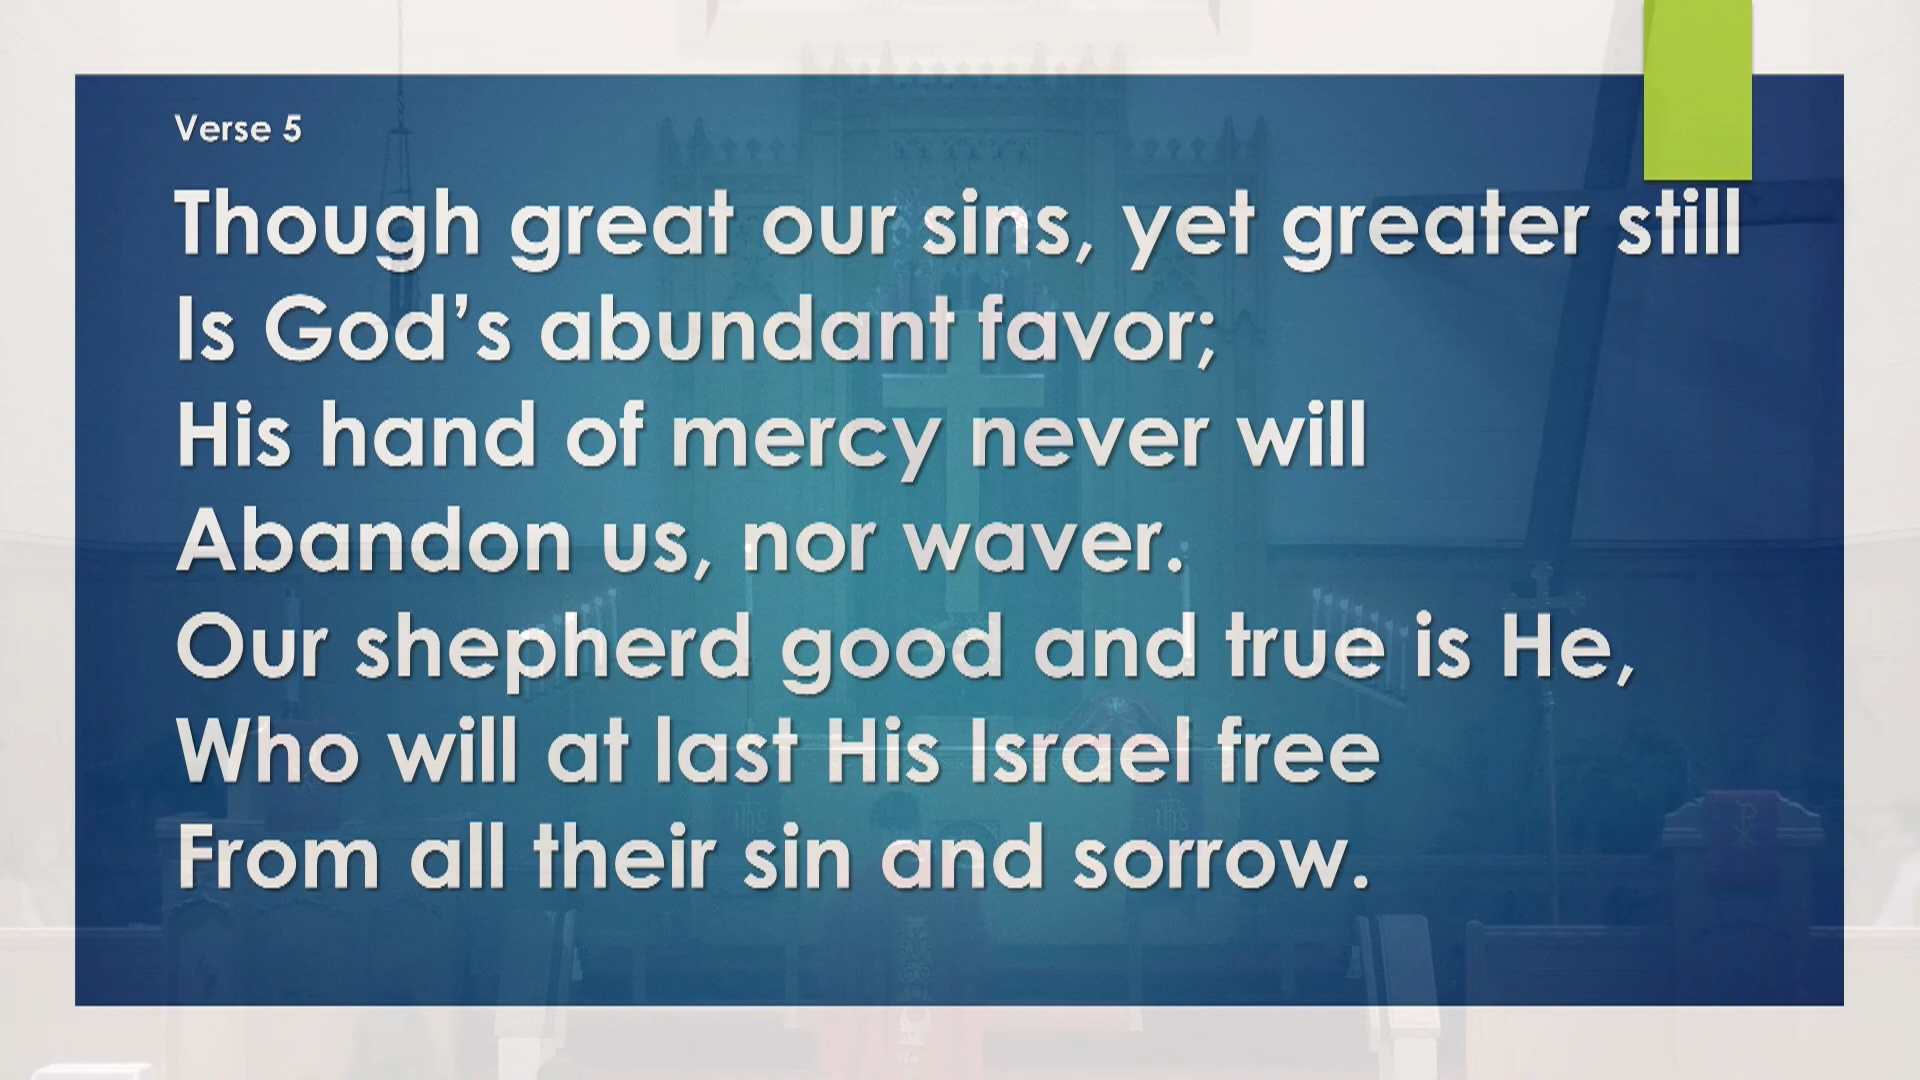 Verse 5
Though great our sins, yet greater still
Is God’s abundant favor;
His hand of mercy never will
Abandon us, nor waver.
Our shepherd good and true is He,
Who will at last His Israel free
From all their sin and sorrow.
ihs
ihs